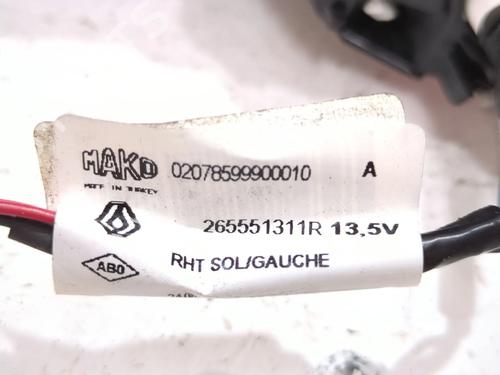 MAKO 02078599900010 A
MADE IN TURKEY
265551311R 13,5V
ABO RHT SOL/GAUCHE